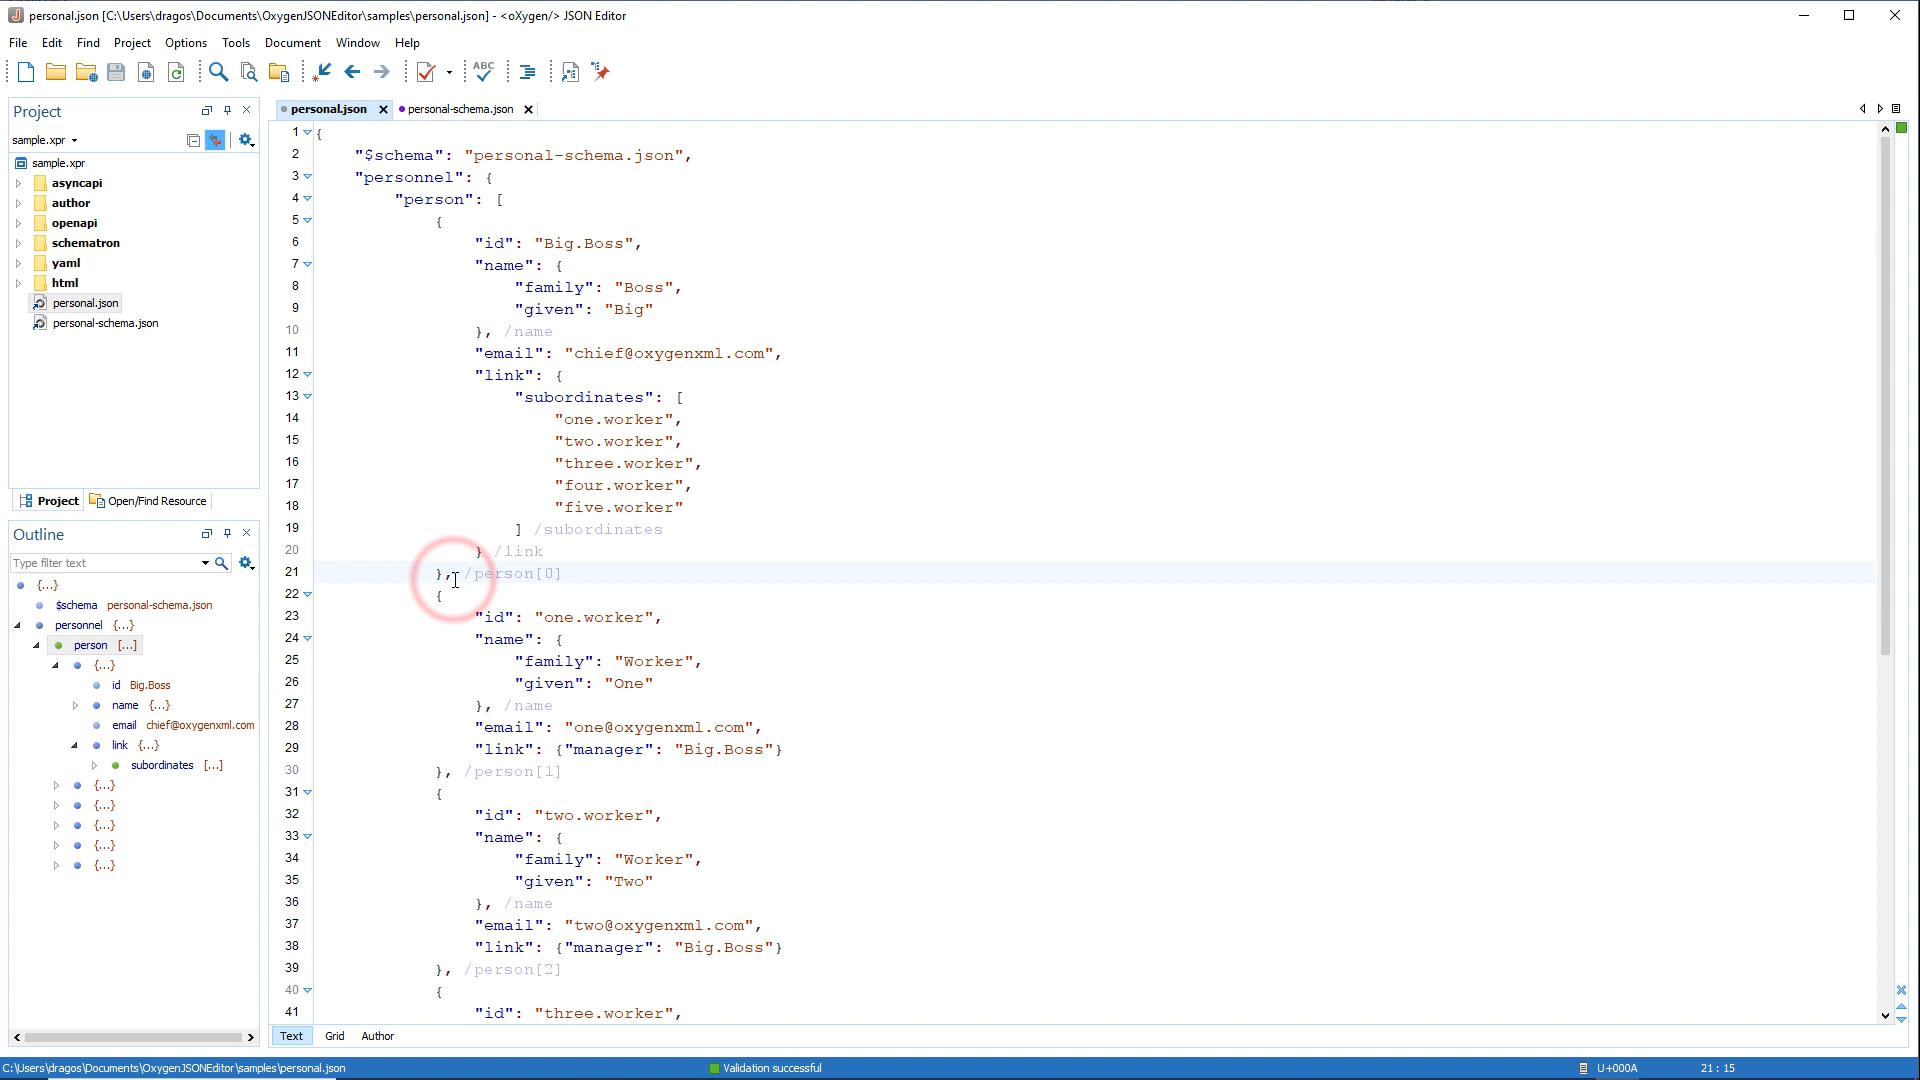 personal.json [C:\Users\dragos\Documents\OxygenJSONEditor\samples\personal.json] - <oXygen/> JSON Editor
File Edit Find Project Options Tools Document Window Help
ABC
Project
sample.xpr
sample.xpr
asyncapi
author
openapi
schematron
yaml
html
personal.json
personal-schema.json
Project Open/Find Resource
Outline
Type filter text
{...}
$schema personal-schema.json
personnel {...}
person [...]
{...}
id Big.Boss
name {...}
email chief@oxygenxml.com
link {...}
subordinates [...]
{...}
{...}
{...}
{...}
{...}
personal.json personal-schema.json
1 {
2 "$schema": "personal-schema.json",
3 "personnel": {
4 "person": [
5 {
6 "id": "Big.Boss",
7 "name": {
8 "family": "Boss",
9 "given": "Big"
10 }, /name
11 "email": "chief@oxygenxml.com",
12 "link": {
13 "subordinates": [
14 "one.worker",
15 "two.worker",
16 "three.worker",
17 "four.worker",
18 "five.worker"
19 ] /subordinates
20 } /link
21 }, /person[0]
22 {
23 "id": "one.worker",
24 "name": {
25 "family": "Worker",
26 "given": "One"
27 }, /name
28 "email": "one@oxygenxml.com",
29 "link": {"manager": "Big.Boss"}
30 }, /person[1]
31 {
32 "id": "two.worker",
33 "name": {
34 "family": "Worker",
35 "given": "Two"
36 }, /name
37 "email": "two@oxygenxml.com",
38 "link": {"manager": "Big.Boss"}
39 }, /person[2]
40 {
41 "id": "three.worker",
Text Grid Author
C:\Users\dragos\Documents\OxygenJSONEditor\samples\personal.json Validation successful U+000A 21 : 15